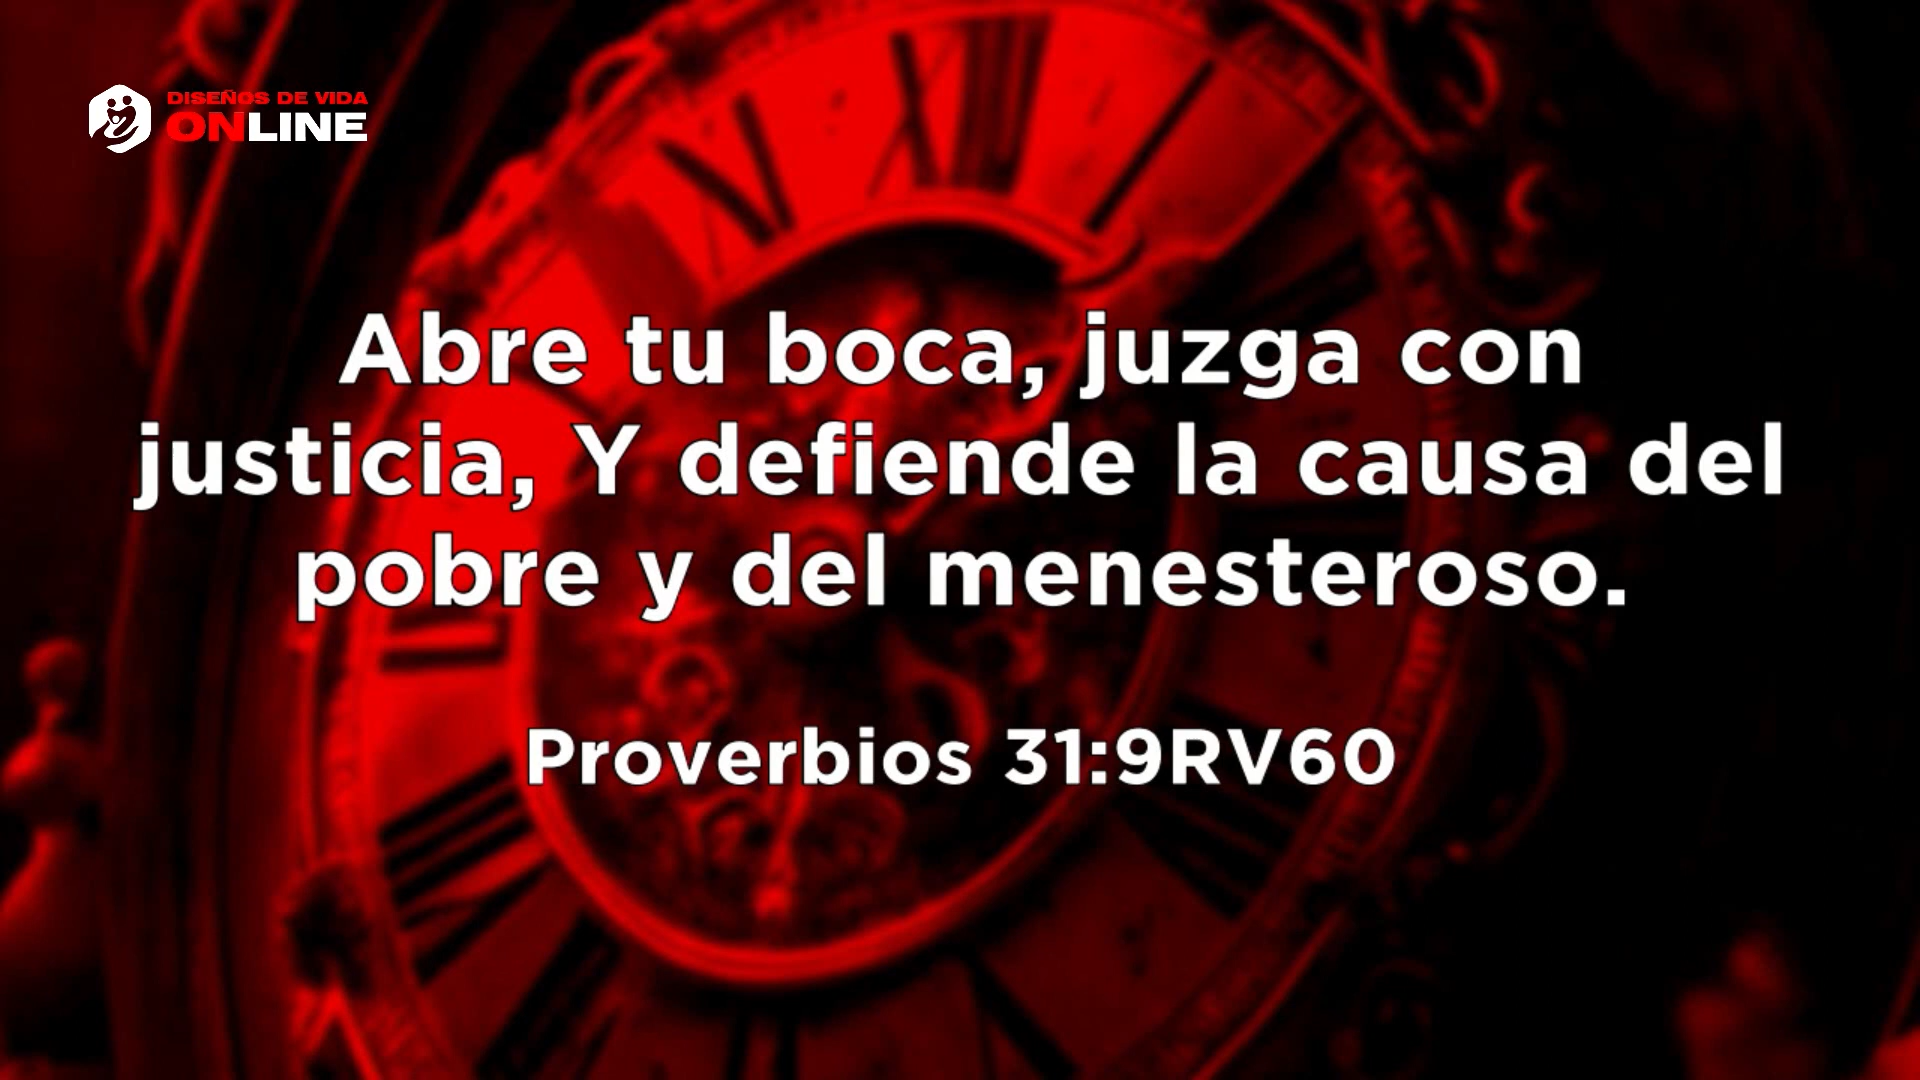 DISEÑOS DE VIDA
ONLINE
Abre tu boca, juzga con
justicia, Y defiende la causa del
pobre y del menesteroso.
Proverbios 31:9RV60